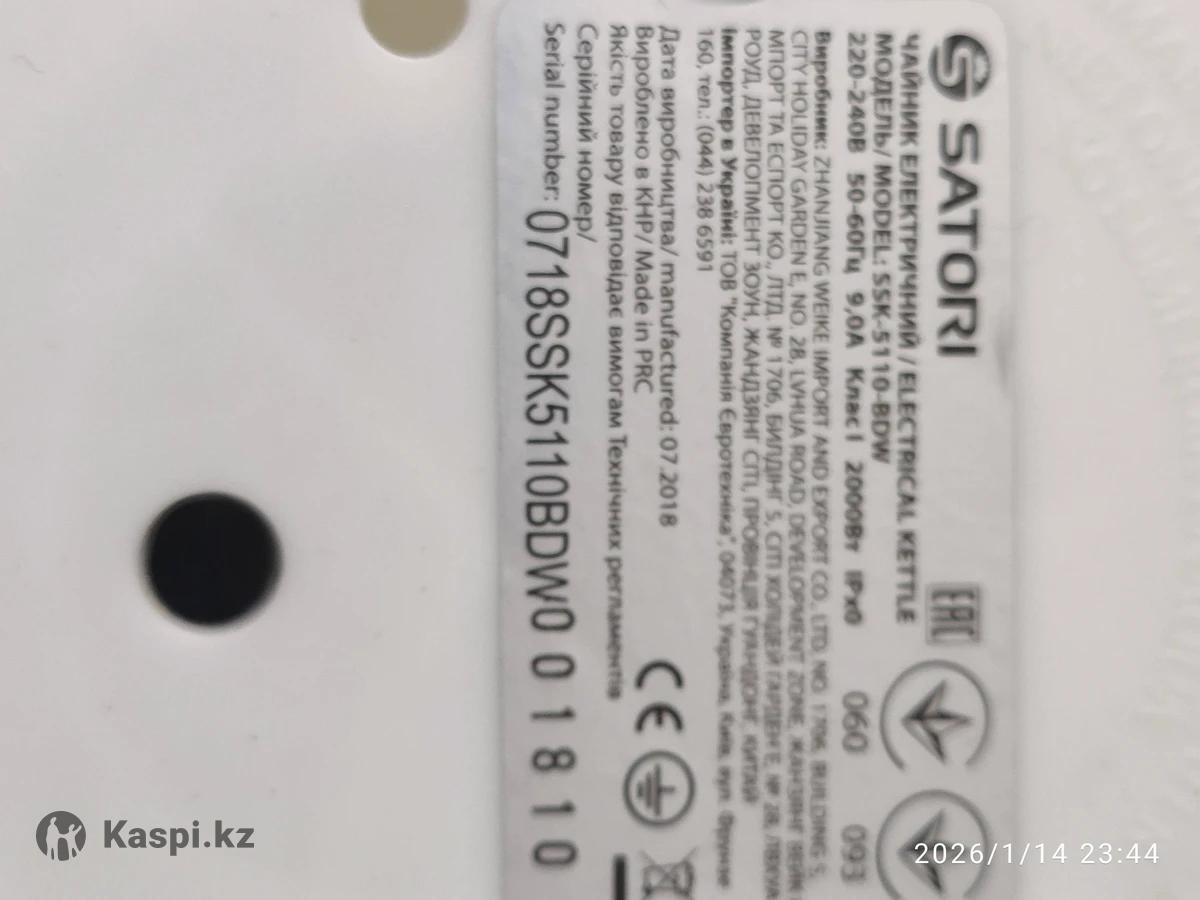 SATORI
ЧАЙНИК ЕЛЕКТРИЧНИЙ / ELECTRICAL KETTLE
МОДЕЛЬ/ MODEL: SSK-5110-BDW
220-240В 50-60Гц 9,0А Клас I 2000Вт IPx0
Виробник: ZHANJIANG WEIKE IMPORT AND EXPORT CO., LTD. NO. 1706, BUILDING 5,
CITY HOLIDAY GARDEN E, NO. 28, LVHUA ROAD, DEVELOPMENT ZONE,
МПОРТ ТА ЕСПОРТ КО., ЛТД. № 1706, БИЛДІНГ 5, СІТІ ХОЛІДЕЙ ГАРДЕН Е, № 28,
РОУД, ДЕВЕЛОПМЕНТ ЗОУН, ЖАНДЗЯНГ СІТІ, ПРОВІНЦІЯ ГУАНДОНГ, КИТАЙ
Імпортер в Україні: ТОВ "Компанія Євротехніка", 04073, Україна, Київ, вул. Фрунзе
160, тел.: (044) 238 6591
Дата виробництва/ manufactured: 07.2018
Вироблено в КНР/ Made in PRC
Якість товару відповідає вимогам Технічних регламентів
Серійний номер/
Serial number: 0718SSK5110BDW0 0 1 8 1 0
EAC
060
093
CE
Kaspi.kz
2026/1/14 23:44